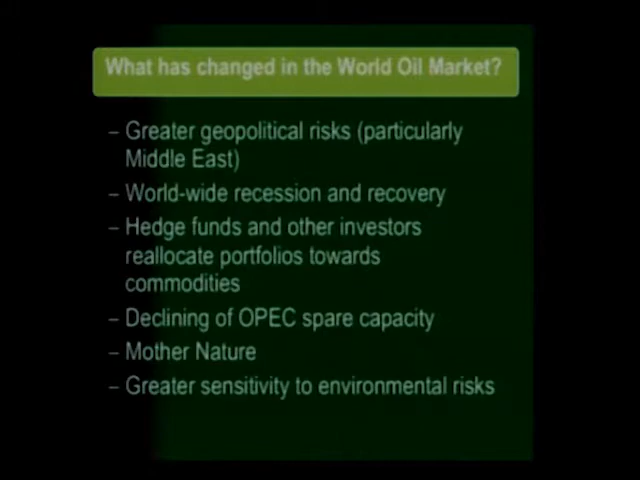 What has changed in the World Oil Market?
– Greater geopolitical risks (particularly
Middle East)
– World-wide recession and recovery
– Hedge funds and other investors
reallocate portfolios towards
commodities
– Declining of OPEC spare capacity
– Mother Nature
– Greater sensitivity to environmental risks